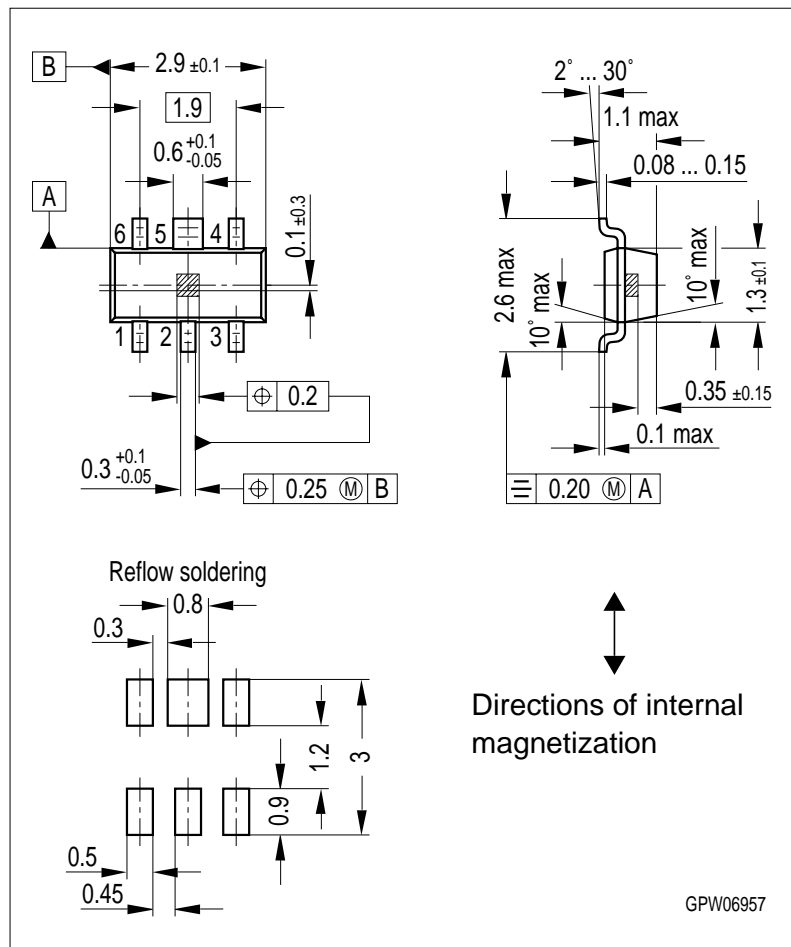 B
2.9 ±0.1
1.9
0.6 +0.1 -0.05
A
6 5 4
0.1 ±0.3
1 2 3
⌖ 0.2
0.3 +0.1 -0.05
⌖ 0.25 Ⓜ B
2˚ ... 30˚
1.1 max
0.08 ... 0.15
2.6 max
10˚ max
10˚ max
1.3 ±0.1
0.35 ±0.15
0.1 max
⌯ 0.20 Ⓜ A
Reflow soldering
0.8
0.3
1.2
3
0.9
0.5
0.45
Directions of internal
magnetization
GPW06957